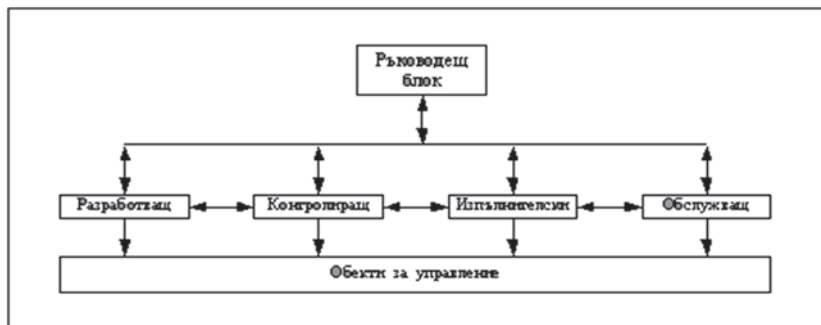 Ръководещ
блок
Разработващ
Контролиращ
Изпълнителски
Обслужващ
Обекти за управление